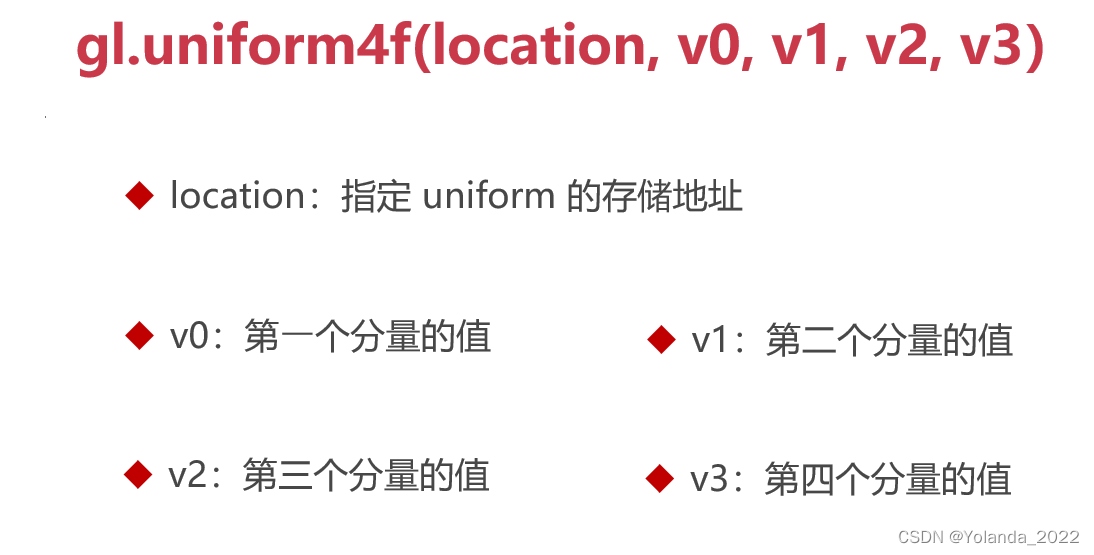 gl.uniform4f(location, v0, v1, v2, v3)
location：指定 uniform 的存储地址
v0：第一个分量的值
v1：第二个分量的值
v2：第三个分量的值
v3：第四个分量的值
CSDN @Yolanda_2022